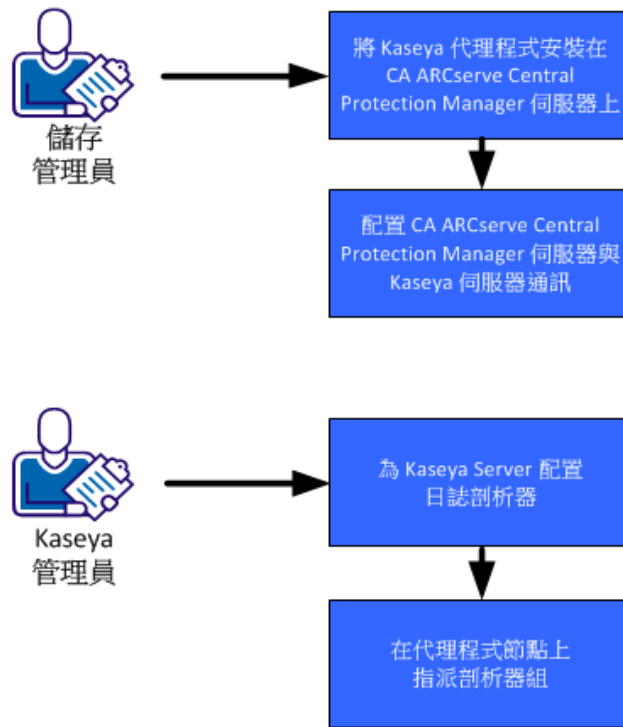 儲存
管理員
將 Kaseya 代理程式安裝在
CA ARCserve Central
Protection Manager 伺服器上
配置 CA ARCserve Central
Protection Manager 伺服器與
Kaseya 伺服器通訊
Kaseya
管理員
為 Kaseya Server 配置
日誌剖析器
在代理程式節點上
指派剖析器組